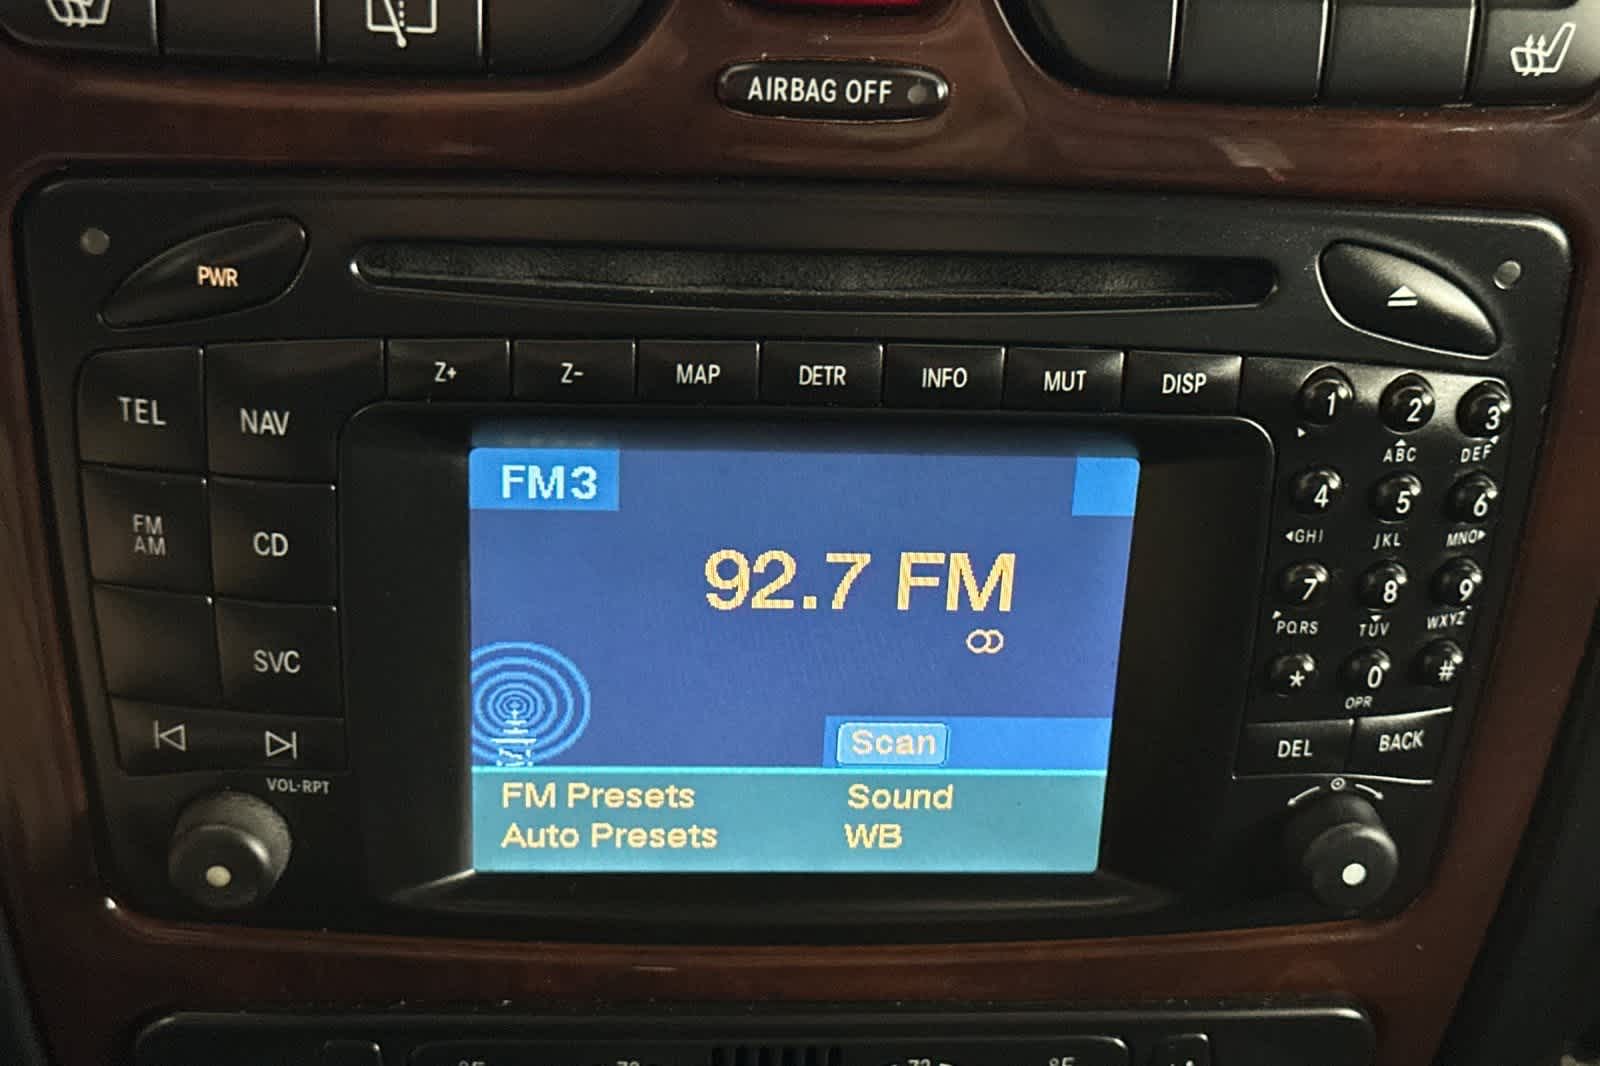 AIRBAG OFF
PWR
Z+ Z- MAP DETR INFO MUT DISP
TEL NAV
FM
AM
CD
SVC
VOL-RPT
FM3
92.7 FM
Scan
FM Presets Sound
Auto Presets WB
1 2 3
ABC DEF
4 5 6
GHI JKL MNO
7 8 9
PQRS TUV WXYZ
* 0 #
OPR
DEL BACK